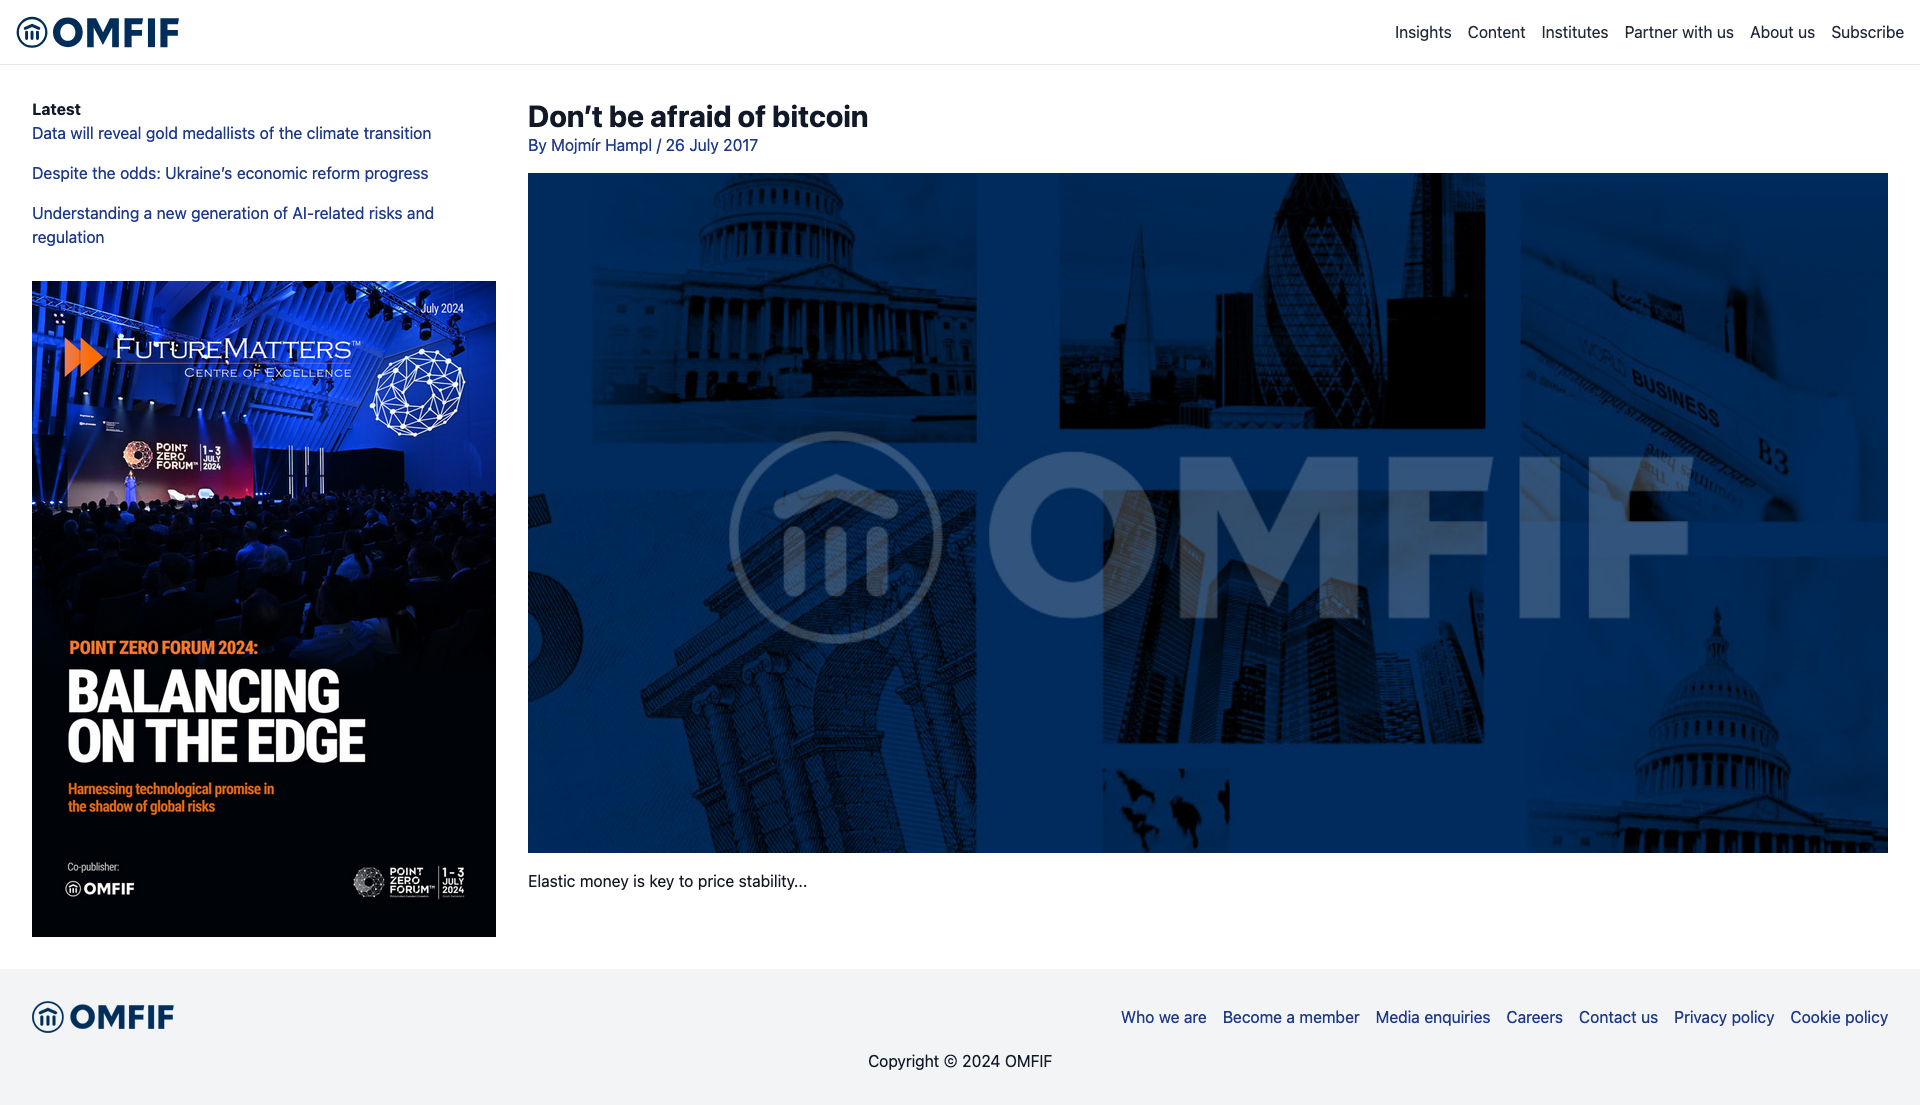 OMFIF
Insights Content Institutes Partner with us About us Subscribe
Latest
Data will reveal gold medallists of the climate transition
Despite the odds: Ukraine’s economic reform progress
Understanding a new generation of AI-related risks and
regulation
July 2024
FUTUREMATTERS™
CENTRE OF EXCELLENCE
POINT
ZERO
FORUM™
1-3
JULY
2024
POINT ZERO FORUM 2024:
BALANCING
ON THE EDGE
Harnessing technological promise in
the shadow of global risks
Co-publisher:
OMFIF
POINT
ZERO
FORUM™
1-3
JULY
2024
Don’t be afraid of bitcoin
By Mojmír Hampl / 26 July 2017
WORLD BUSINESS
B3
OMFIF
Elastic money is key to price stability…
OMFIF
Who we are Become a member Media enquiries Careers Contact us Privacy policy Cookie policy
Copyright © 2024 OMFIF